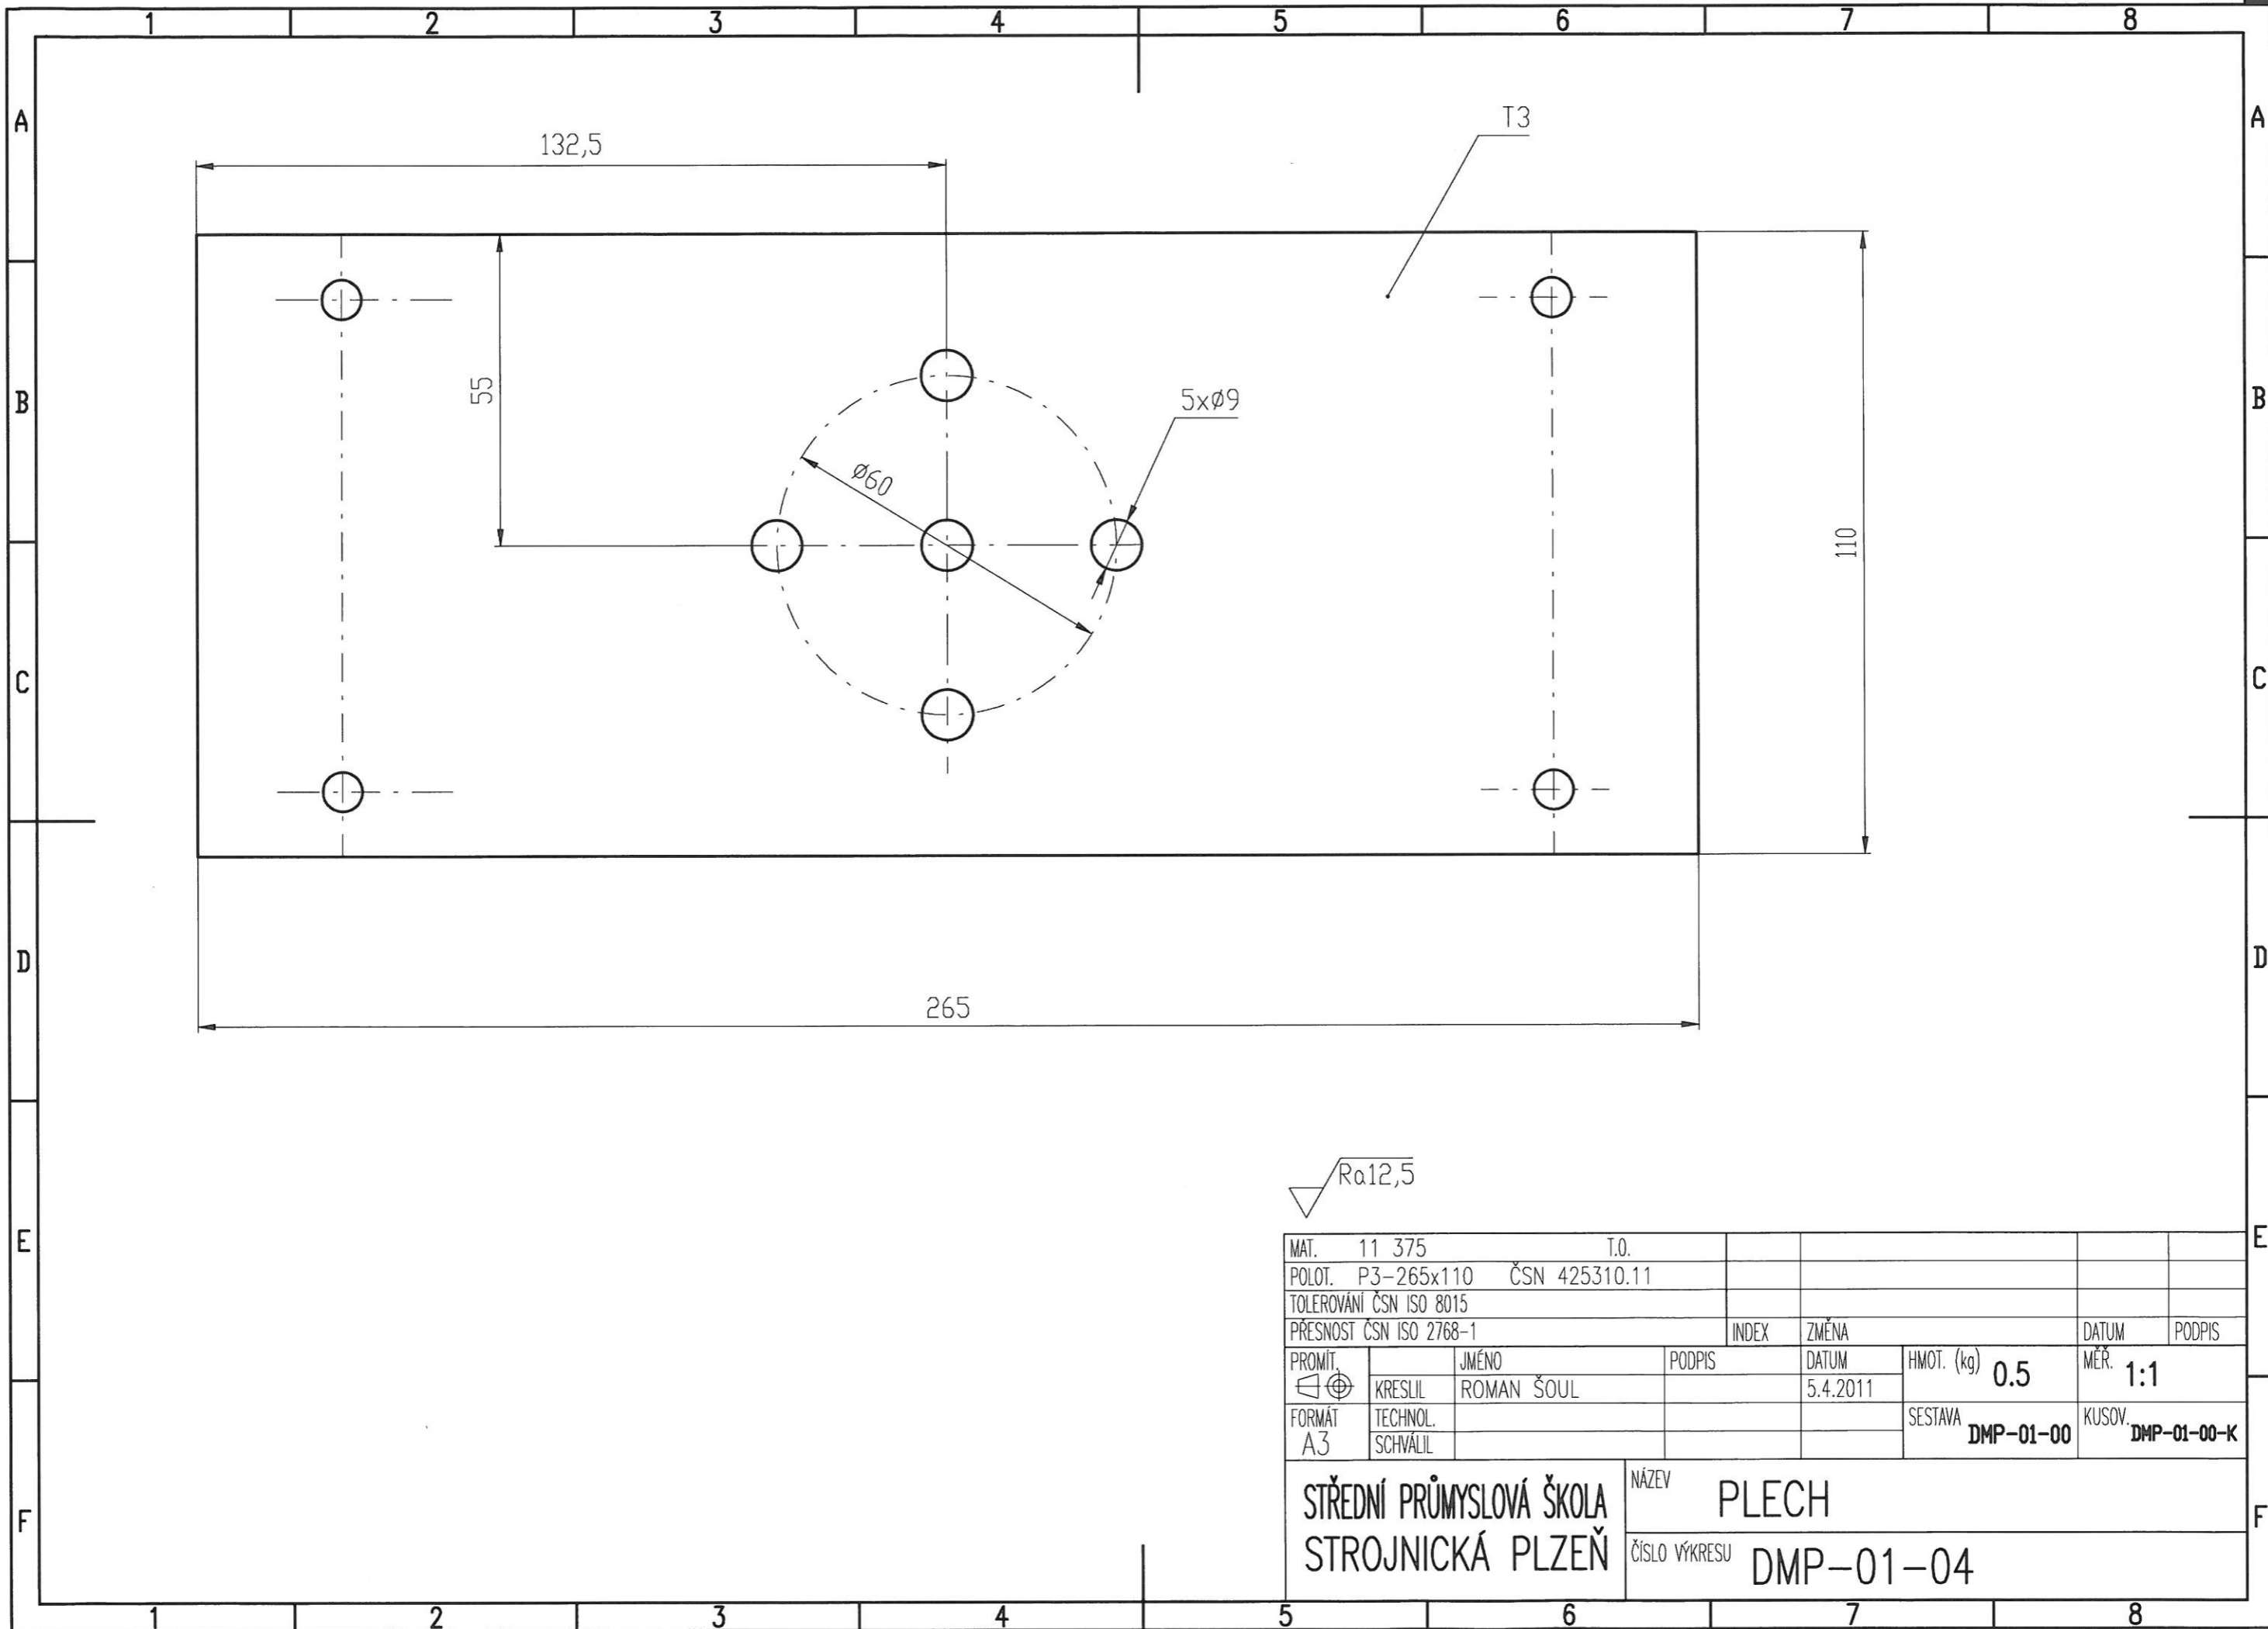 1 2 3 4 5 6 7 8
A A
T3
132,5
B B
55
5xø9
ø60
110
C C
D D
265
Ra12,5
E E
MAT. 11 375 T.O.
POLOT. P3-265x110 ČSN 425310.11
TOLEROVÁNÍ ČSN ISO 8015
PŘESNOST ČSN ISO 2768-1 INDEX ZMĚNA DATUM PODPIS
PROMÍT. JMÉNO PODPIS DATUM HMOT. (kg) 0.5 MĚŘ. 1:1
KRESLIL ROMAN ŠOUL 5.4.2011
FORMÁT TECHNOL. SESTAVA DMP-01-00 KUSOV. DMP-01-00-K
A3 SCHVÁLIL
STŘEDNÍ PRŮMYSLOVÁ ŠKOLA NÁZEV PLECH
F F
STROJNICKÁ PLZEŇ ČÍSLO VÝKRESU DMP-01-04
1 2 3 4 5 6 7 8